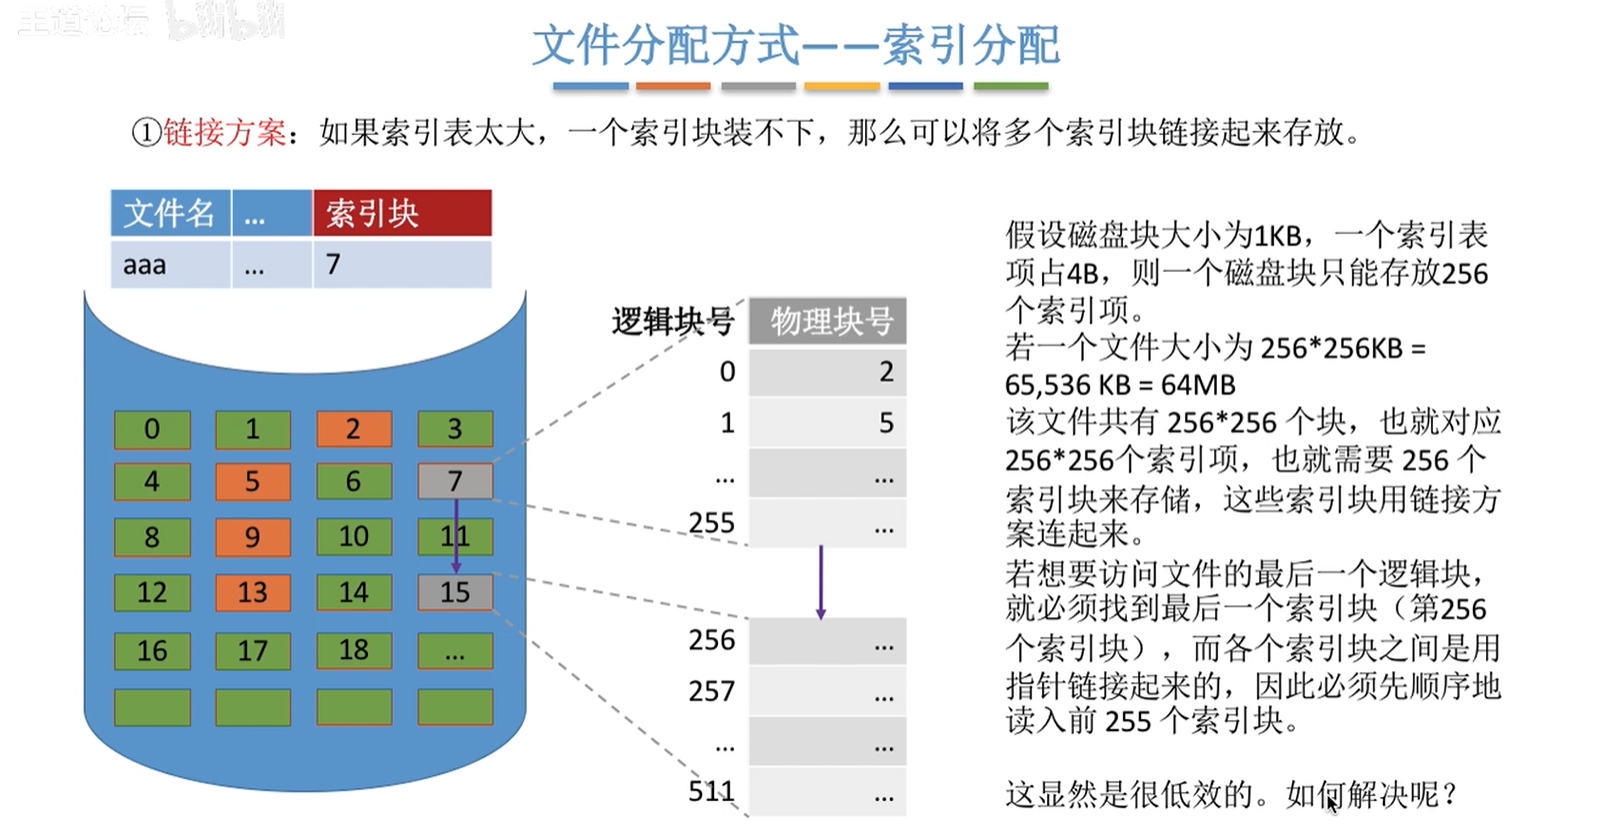 王道论坛 bilibili
文件分配方式——索引分配
①链接方案：如果索引表太大，一个索引块装不下，那么可以将多个索引块链接起来存放。
文件名 ... 索引块
aaa ... 7
0 1 2 3
4 5 6 7
8 9 10 11
12 13 14 15
16 17 18 ...
逻辑块号 物理块号
0 2
1 5
... ...
255 ...
256 ...
257 ...
... ...
511 ...
假设磁盘块大小为1KB，一个索引表
项占4B，则一个磁盘块只能存放256
个索引项。
若一个文件大小为 256*256KB =
65,536 KB = 64MB
该文件共有 256*256 个块，也就对应
256*256个索引项，也就需要 256 个
索引块来存储，这些索引块用链接方
案连起来。
若想要访问文件的最后一个逻辑块，
就必须找到最后一个索引块（第256
个索引块），而各个索引块之间是用
指针链接起来的，因此必须先顺序地
读入前 255 个索引块。
这显然是很低效的。如何解决呢？